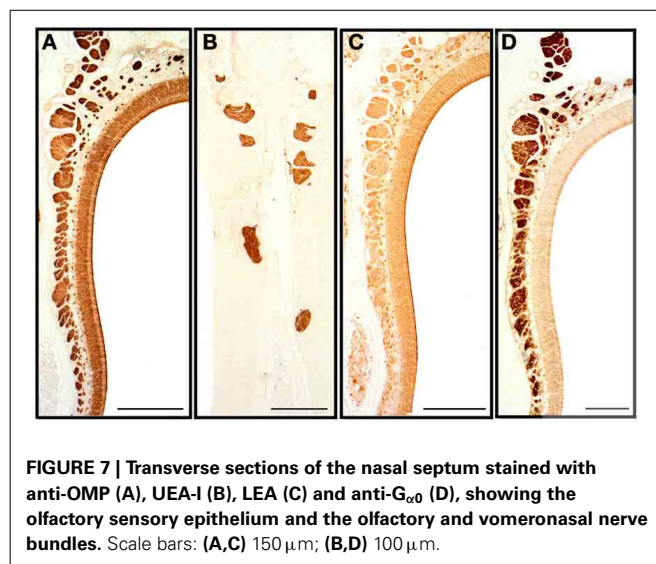 A B C D
FIGURE 7 | Transverse sections of the nasal septum stained with
anti-OMP (A), UEA-I (B), LEA (C) and anti-Gα0 (D), showing the
olfactory sensory epithelium and the olfactory and vomeronasal nerve
bundles. Scale bars: (A,C) 150 μm; (B,D) 100 μm.